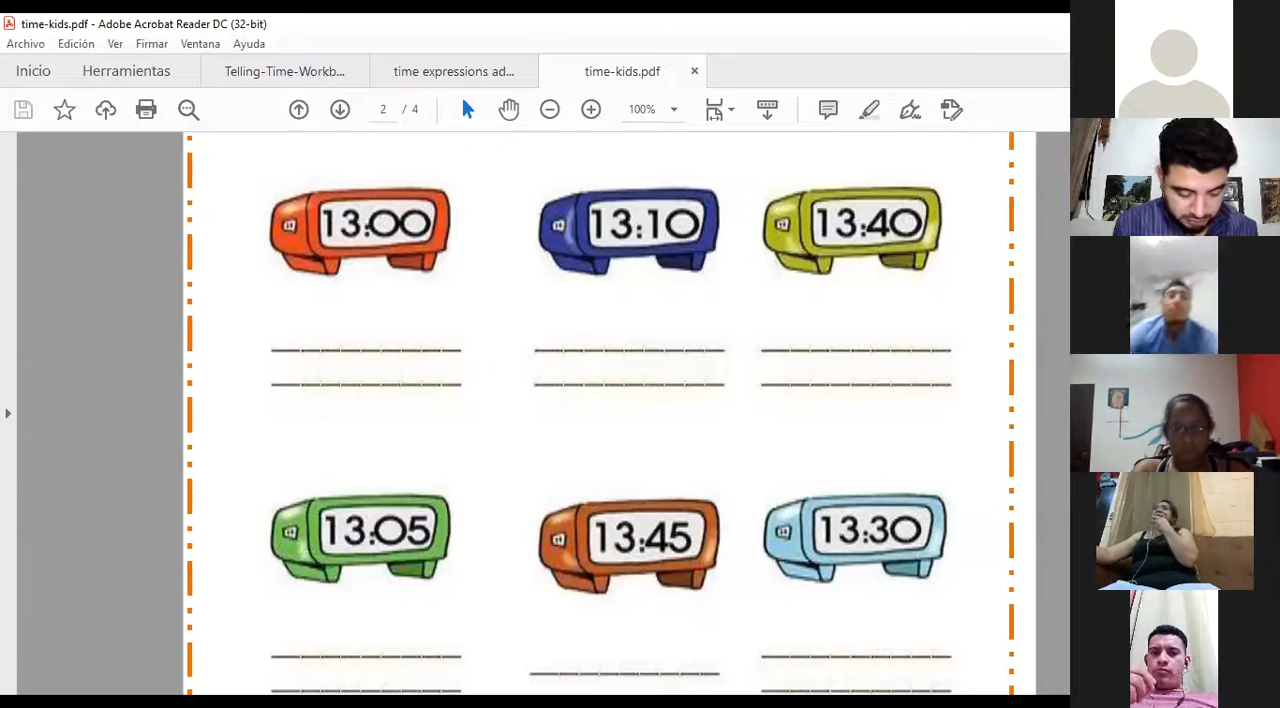 time-kids.pdf - Adobe Acrobat Reader DC (32-bit)
Archivo Edición Ver Firmar Ventana Ayuda
Inicio Herramientas Telling-Time-Workb... time expressions ad... time-kids.pdf
2 / 4 100%
13:00 13:10 13:40
13:05 13:45 13:30